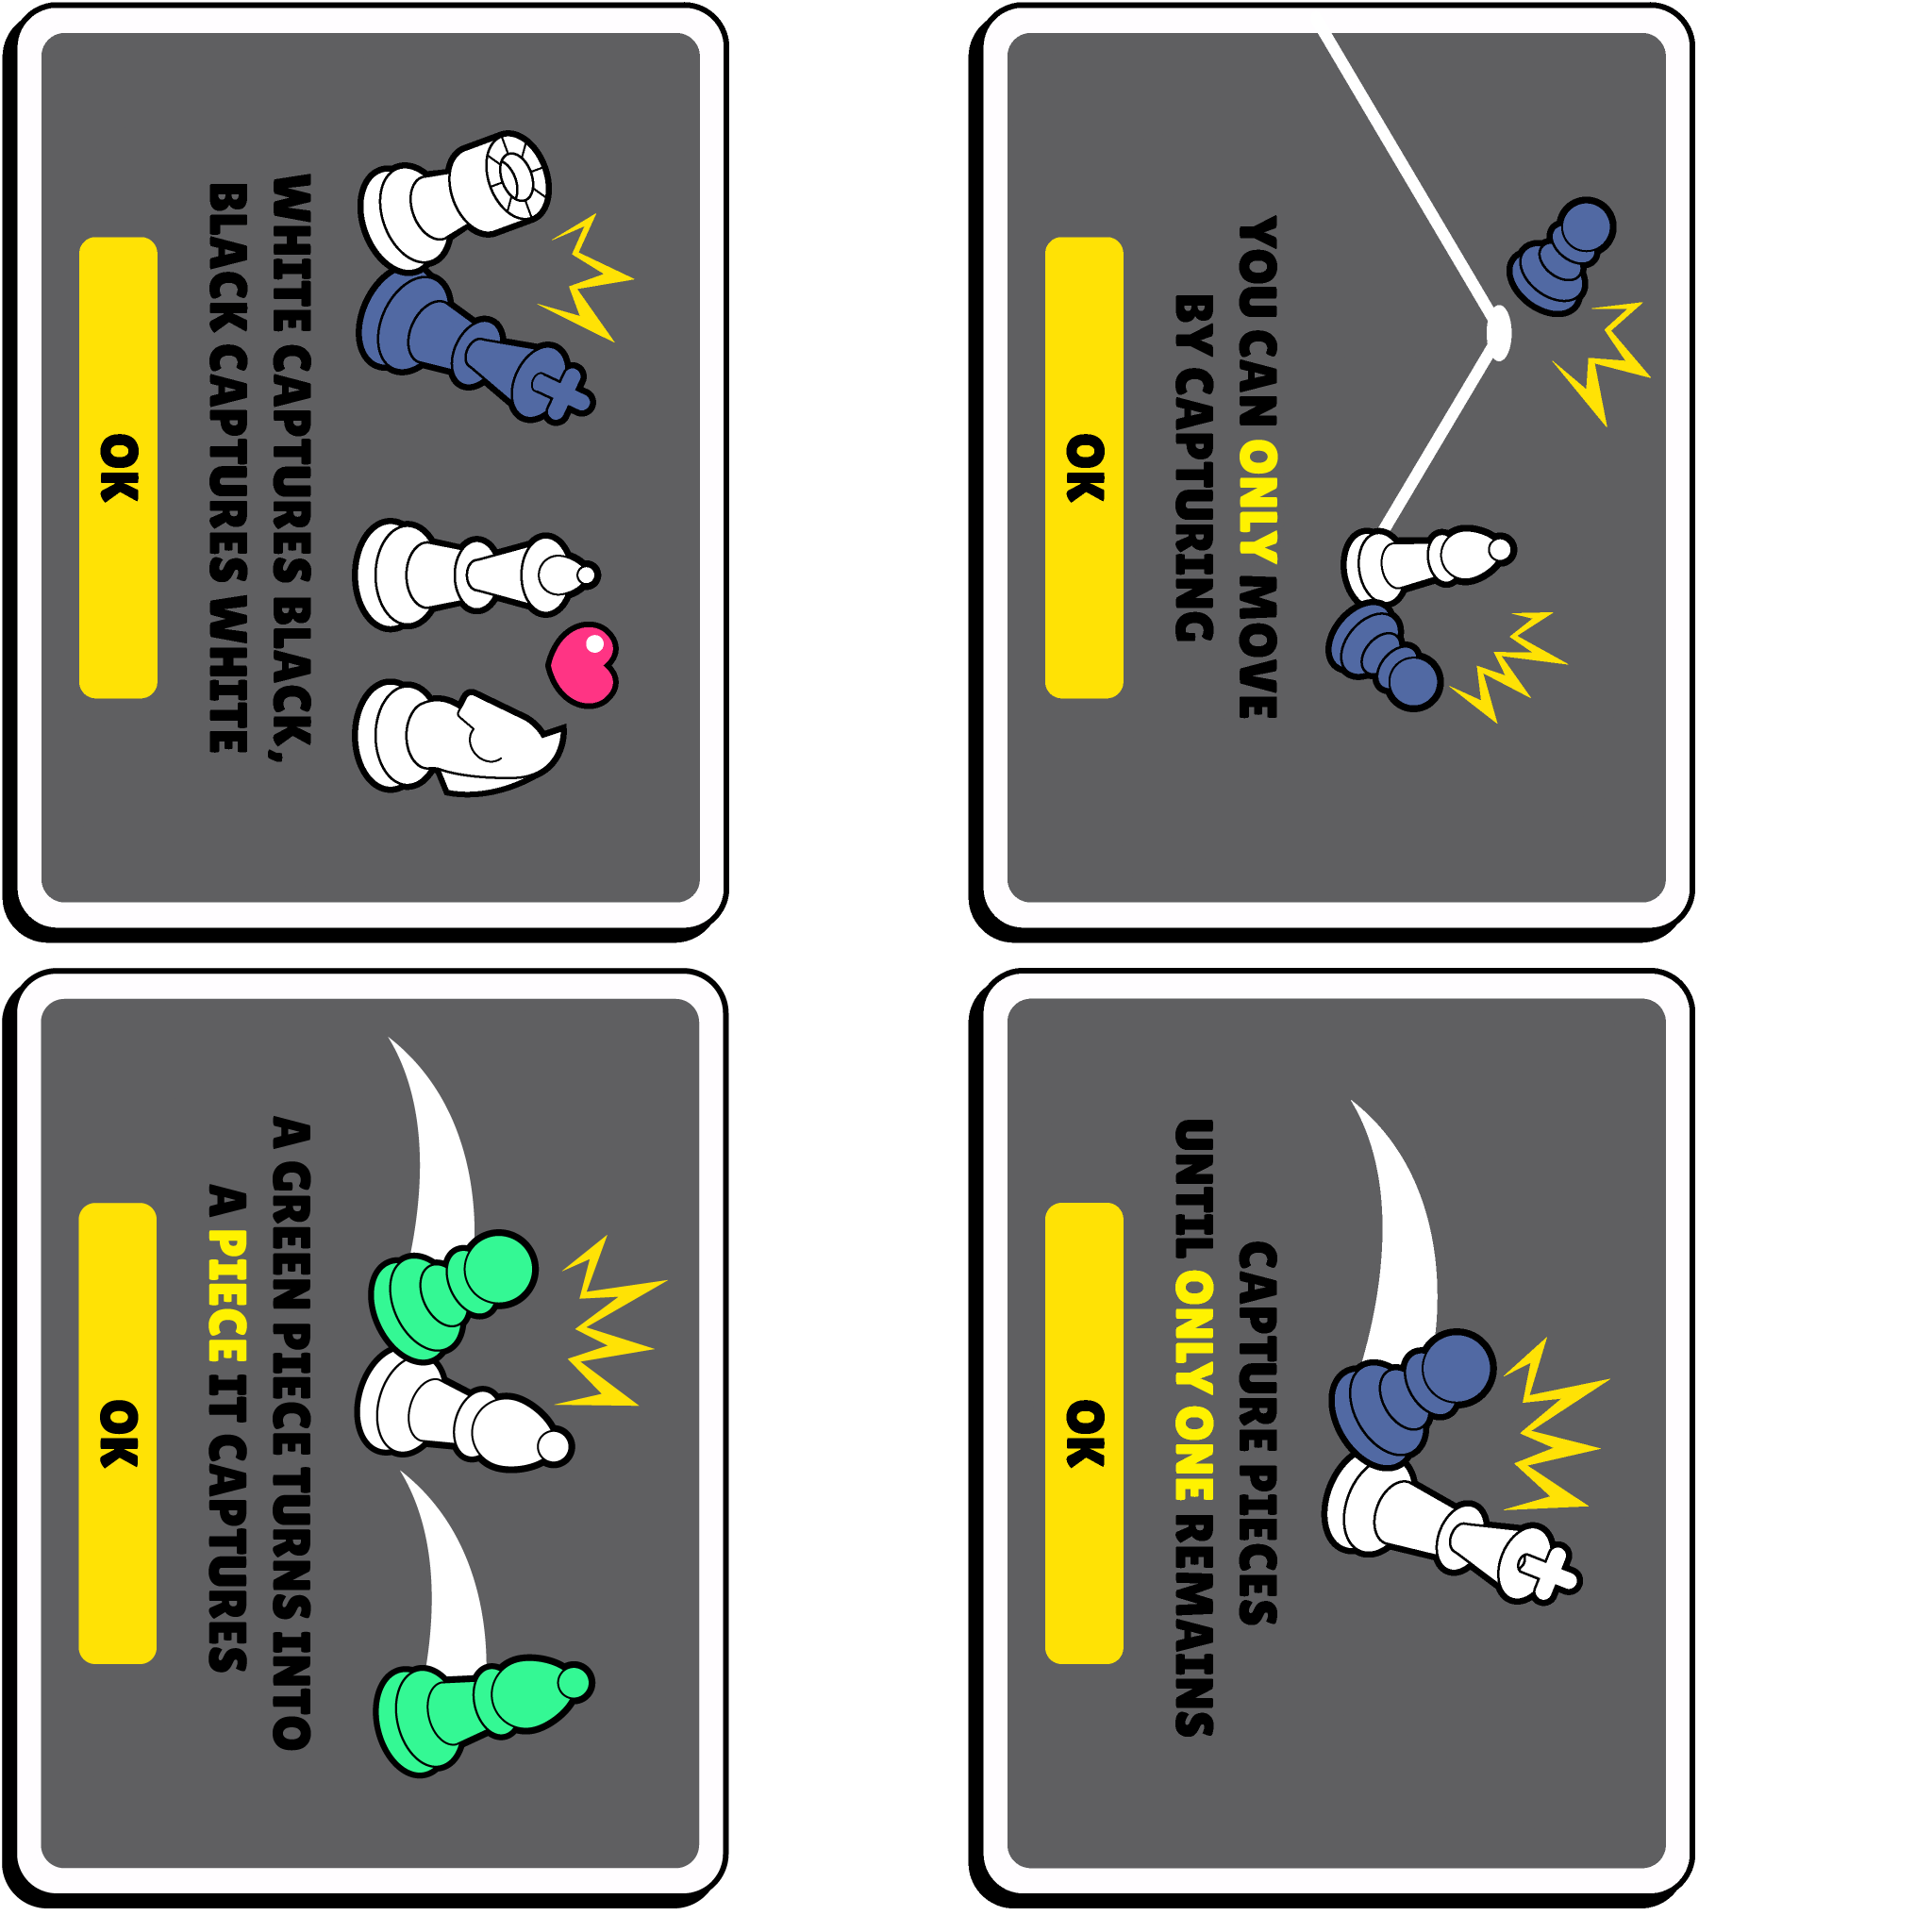 WHITE CAPTURES BLACK,
BLACK CAPTURES WHITE
OK
YOU CAN ONLY MOVE
BY CAPTURING
OK
A GREEN PIECE TURNS INTO
A PIECE IT CAPTURES
OK
CAPTURE PIECES
UNTIL ONLY ONE REMAINS
OK